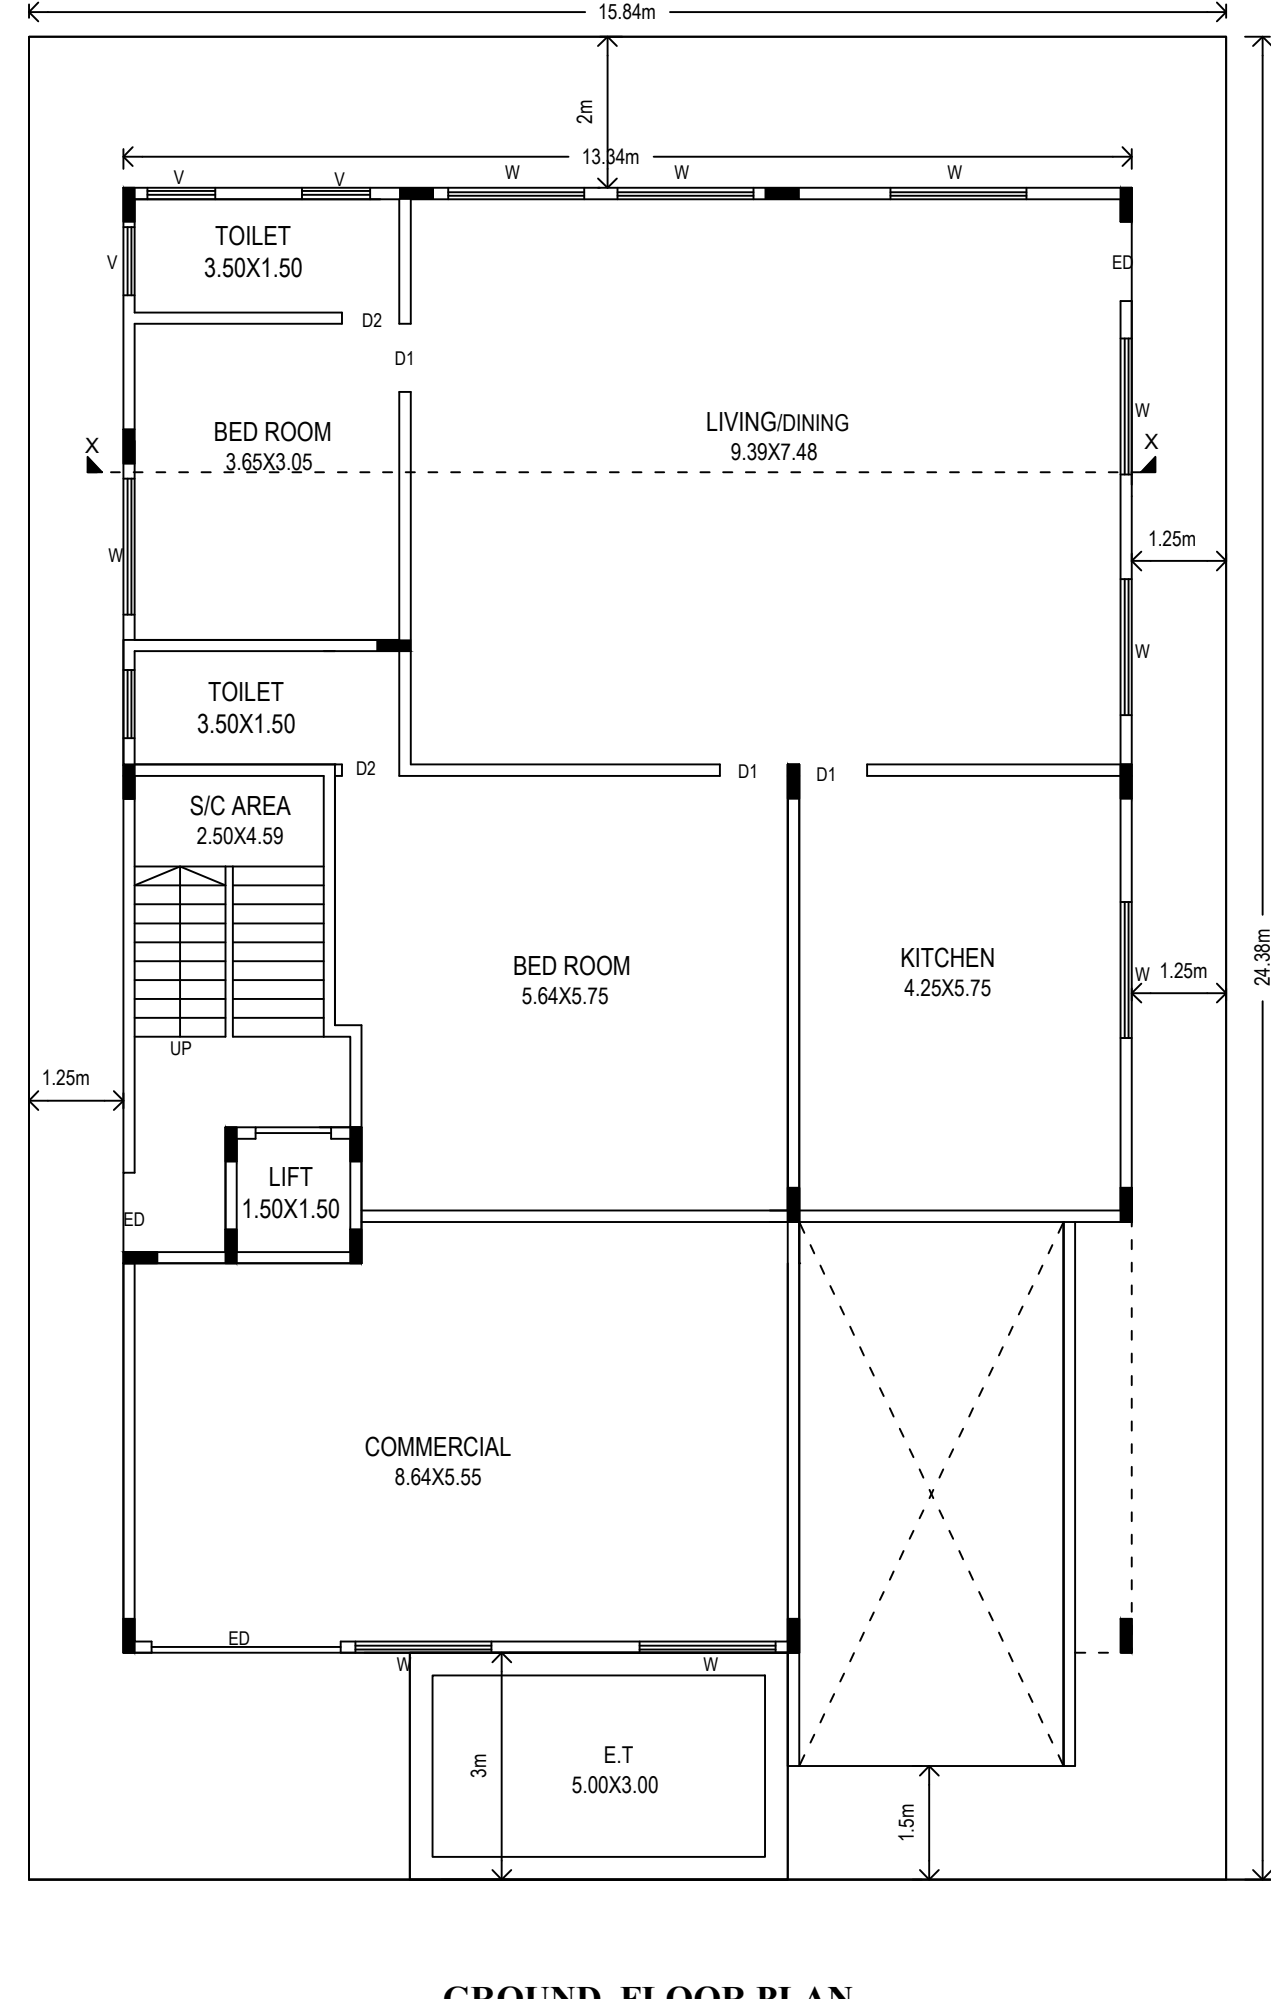 15.84m
2m
13.34m
V
V
W
W
W
TOILET
3.50X1.50
V
ED
D2
D1
BED ROOM
3.65X3.05
LIVING/DINING
9.39X7.48
W
X
X
W
1.25m
W
TOILET
3.50X1.50
D2
D1
D1
S/C AREA
2.50X4.59
UP
BED ROOM
5.64X5.75
KITCHEN
4.25X5.75
W
1.25m
24.38m
1.25m
LIFT
1.50X1.50
ED
COMMERCIAL
8.64X5.55
ED
W
W
3m
E.T
5.00X3.00
1.5m
GROUND FLOOR PLAN